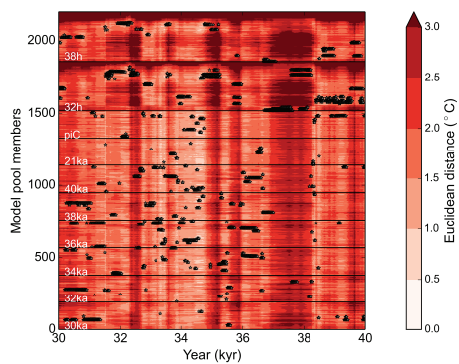 2000
1500
1000
500
0
Model pool members
38h
32h
piC
21ka
40ka
38ka
36ka
34ka
32ka
30ka
30 32 34 36 38 40
Year (kyr)
3.0
2.5
2.0
1.5
1.0
0.5
0.0
Euclidean distance (°C)